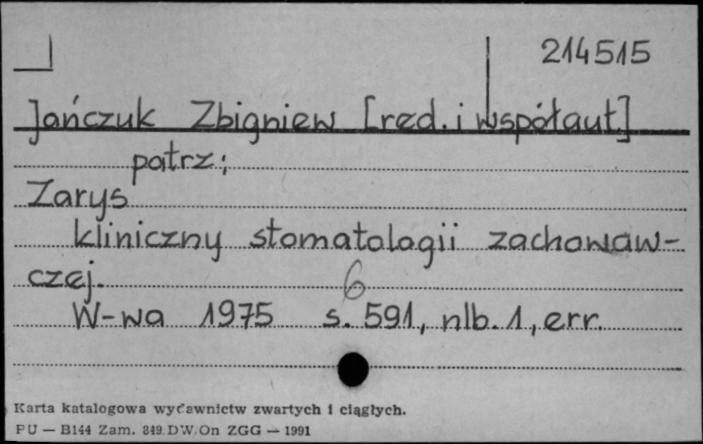 214515
Jańczuk Zbigniew [red. i współaut]
patrz:
Zarys
kliniczny stomatologii zachowaw-
czej.
6
W-wa 1975 s. 591, nlb. 1, err.
Karta katalogowa wydawnictw zwartych i ciągłych.
PU — B144 Zam. 849 DW.On ZGG — 1991